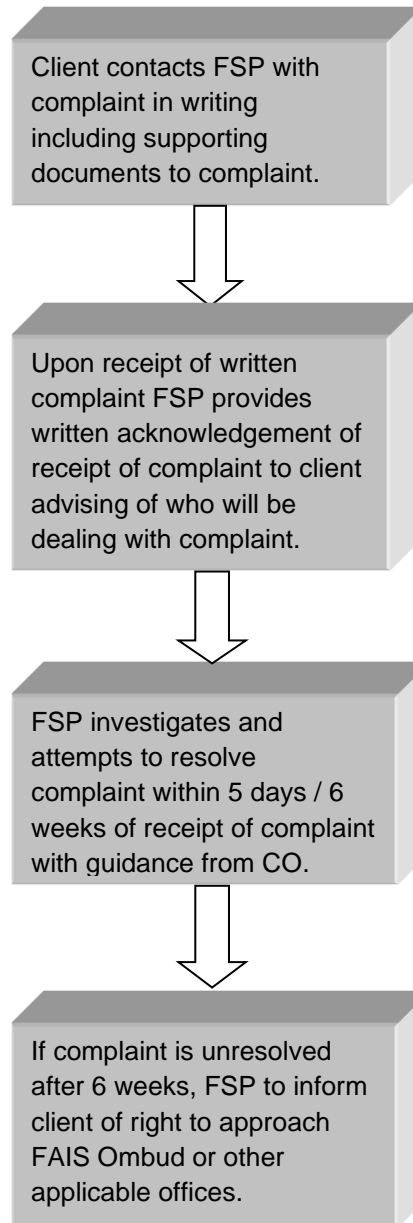 Client contacts FSP with
complaint in writing
including supporting
documents to complaint.
Upon receipt of written
complaint FSP provides
written acknowledgement of
receipt of complaint to client
advising of who will be
dealing with complaint.
FSP investigates and
attempts to resolve
complaint within 5 days / 6
weeks of receipt of complaint
with guidance from CO.
If complaint is unresolved
after 6 weeks, FSP to inform
client of right to approach
FAIS Ombud or other
applicable offices.